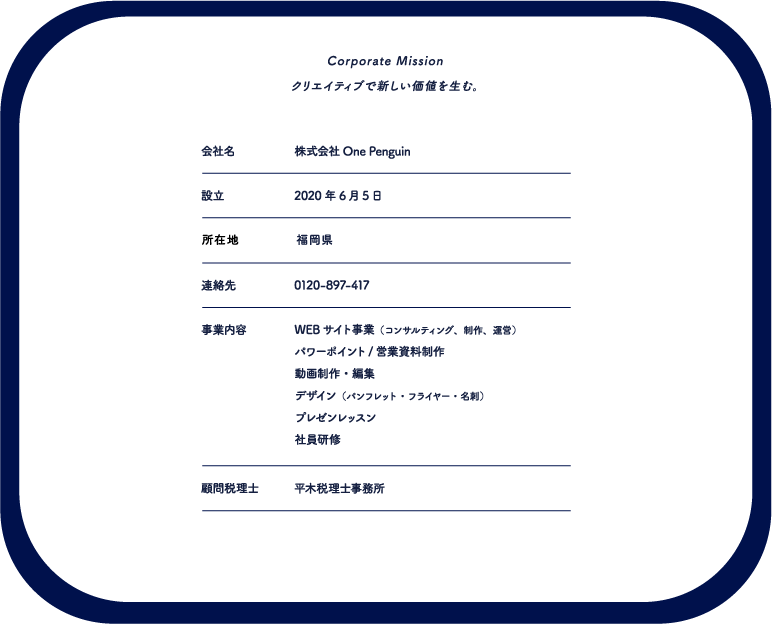 Corporate Mission
クリエイティブで新しい価値を生む。
会社名 株式会社 One Penguin
設立 2020 年 6 月 5 日
所在地 福岡県
連絡先 0120-897-417
事業内容 WEB サイト事業（コンサルティング、制作、運営）
パワーポイント / 営業資料制作
動画制作・編集
デザイン（パンフレット・フライヤー・名刺）
プレゼンレッスン
社員研修
顧問税理士 平木税理士事務所